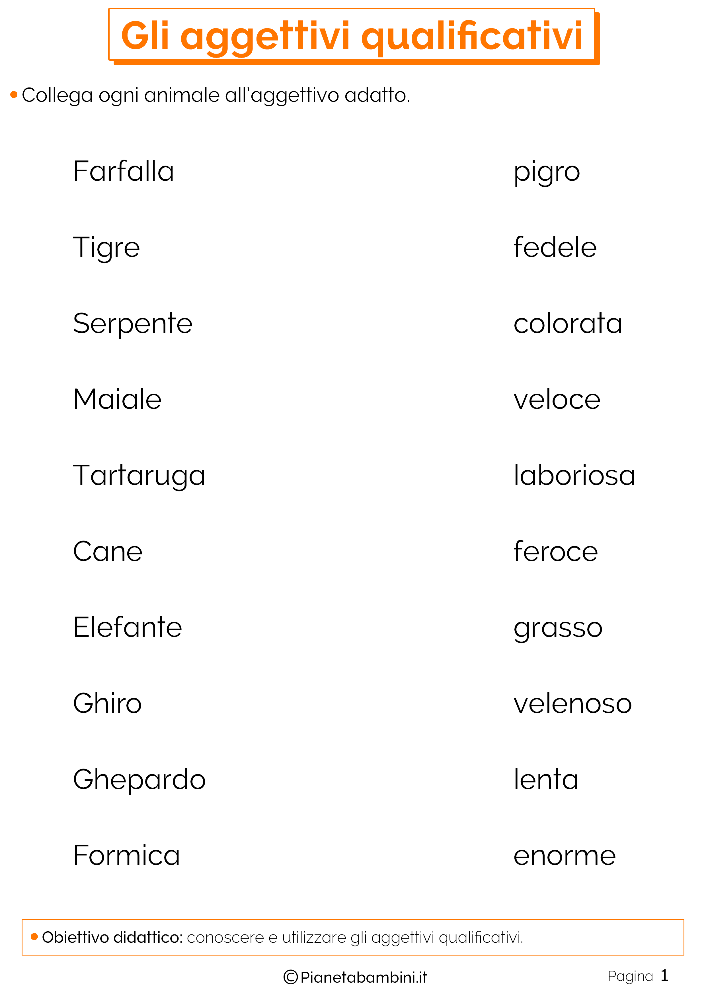 Gli aggettivi qualificativi
• Collega ogni animale all'aggettivo adatto.
Farfalla pigro
Tigre fedele
Serpente colorata
Maiale veloce
Tartaruga laboriosa
Cane feroce
Elefante grasso
Ghiro velenoso
Ghepardo lenta
Formica enorme
• Obiettivo didattico: conoscere e utilizzare gli aggettivi qualificativi.
©Pianetabambini.it Pagina 1